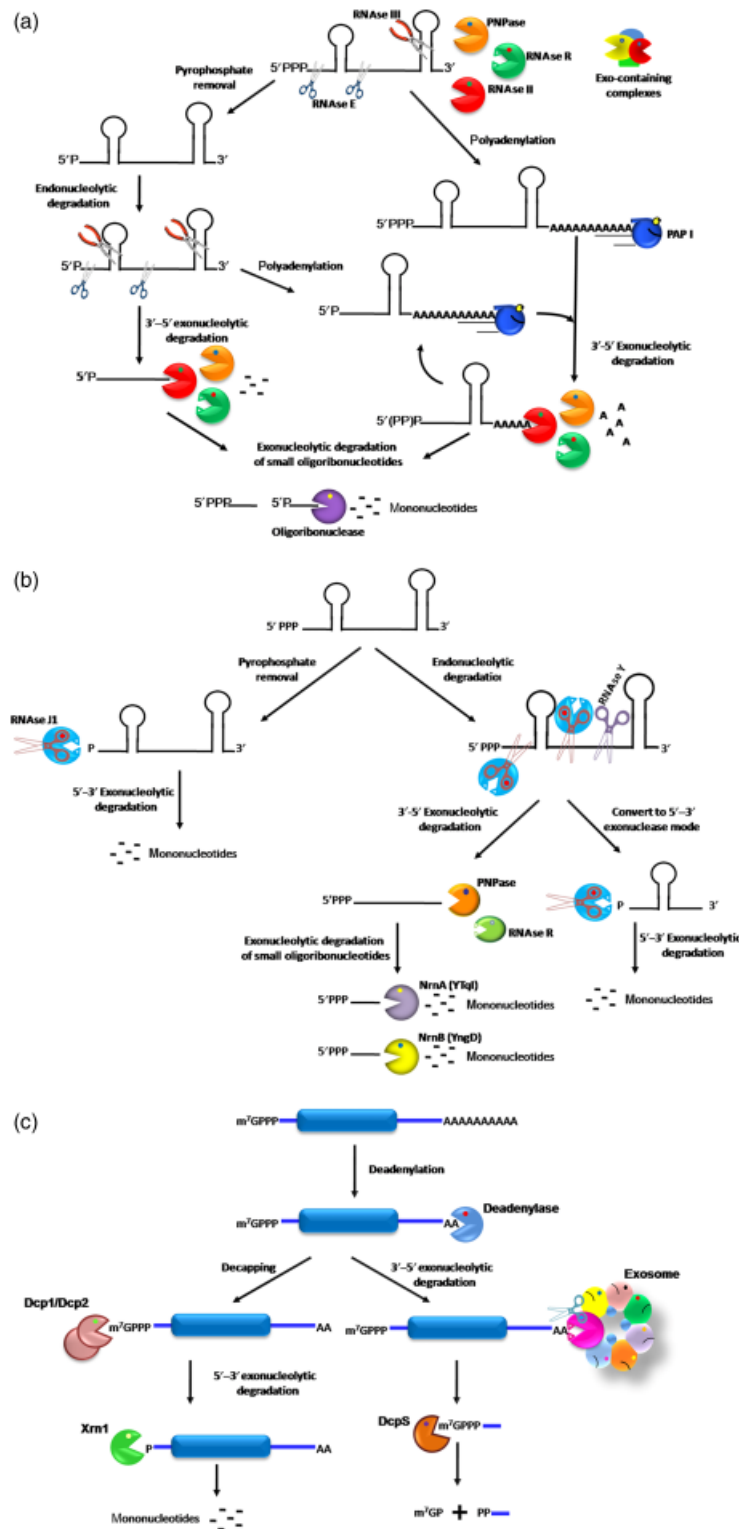 (a)
RNAse III
PNPase
5′PPP
3′
RNAse R
RNAse E
RNAse II
Exo-containing
complexes
Pyrophosphate
removal
Polyadenylation
5′P
3′
Endonucleolytic
degradation
5′PPP
AAAAAAAAAAA
PAP I
5′P
3′
Polyadenylation
5′P
AAAAAAAAAAA
3′–5′ exonucleolytic
degradation
3′-5′ Exonucleolytic
degradation
5′P
5′(PP)P
AAAAA
A
A
A
A
A
Exonucleolytic degradation
of small oligoribonucleotides
5′PPP
5′P
Mononucleotides
Oligoribonuclease
(b)
5′ PPP
3′
Pyrophosphate
removal
Endonucleolytic
degradation
RNAse J1
P
3′
RNAse Y
5′ PPP
3′
5′–3′ Exonucleolytic
degradation
3′-5′ Exonucleolytic
degradation
Convert to 5′–3′
exonuclease mode
Mononucleotides
5′PPP
PNPase
RNAse R
P
3′
Exonucleolytic degradation
of small oligoribonucleotides
5′–3′ Exonucleolytic
degradation
5′PPP
NrnA (YTqI)
Mononucleotides
Mononucleotides
5′PPP
NrnB (YngD)
Mononucleotides
(c)
m⁷GPPP
AAAAAAAAAA
Deadenylation
m⁷GPPP
AA
Deadenylase
Decapping
3′–5′ exonucleolytic
degradation
Exosome
Dcp1/Dcp2
m⁷GPPP
AA
m⁷GPPP
AA
5′–3′ exonucleolytic
degradation
Xrn1
P
AA
DcpS
m⁷GPPP
Mononucleotides
m⁷GP + PP